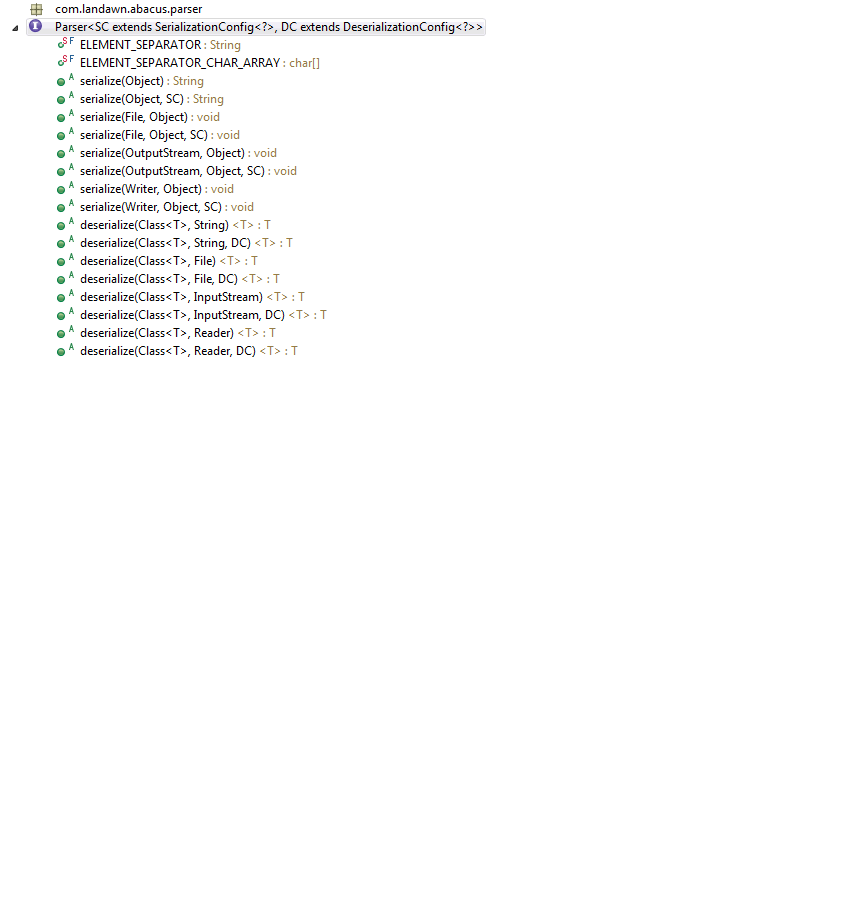 com.landawn.abacus.parser
I Parser<SC extends SerializationConfig<?>, DC extends DeserializationConfig<?>>
S F ELEMENT_SEPARATOR : String
S F ELEMENT_SEPARATOR_CHAR_ARRAY : char[]
A serialize(Object) : String
A serialize(Object, SC) : String
A serialize(File, Object) : void
A serialize(File, Object, SC) : void
A serialize(OutputStream, Object) : void
A serialize(OutputStream, Object, SC) : void
A serialize(Writer, Object) : void
A serialize(Writer, Object, SC) : void
A deserialize(Class<T>, String) <T> : T
A deserialize(Class<T>, String, DC) <T> : T
A deserialize(Class<T>, File) <T> : T
A deserialize(Class<T>, File, DC) <T> : T
A deserialize(Class<T>, InputStream) <T> : T
A deserialize(Class<T>, InputStream, DC) <T> : T
A deserialize(Class<T>, Reader) <T> : T
A deserialize(Class<T>, Reader, DC) <T> : T